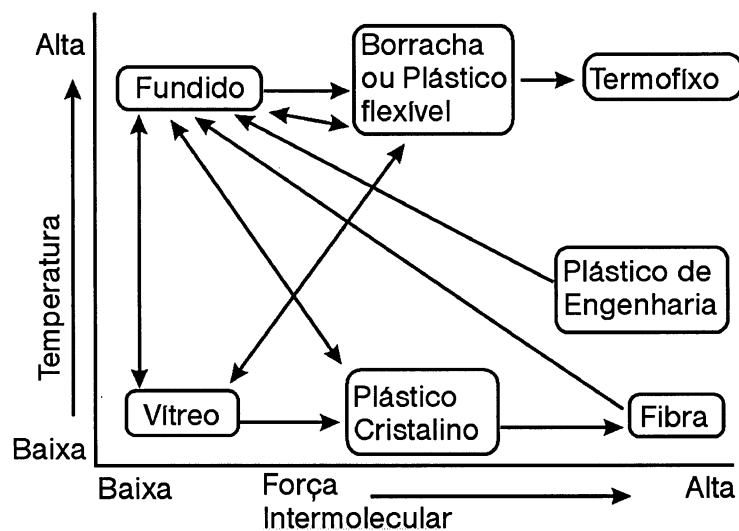 Alta
Fundido
Borracha
ou Plástico
flexível
Termofixo
Temperatura
Plástico de
Engenharia
Vítreo
Plástico
Cristalino
Fibra
Baixa
Baixa
Força
Intermolecular
Alta